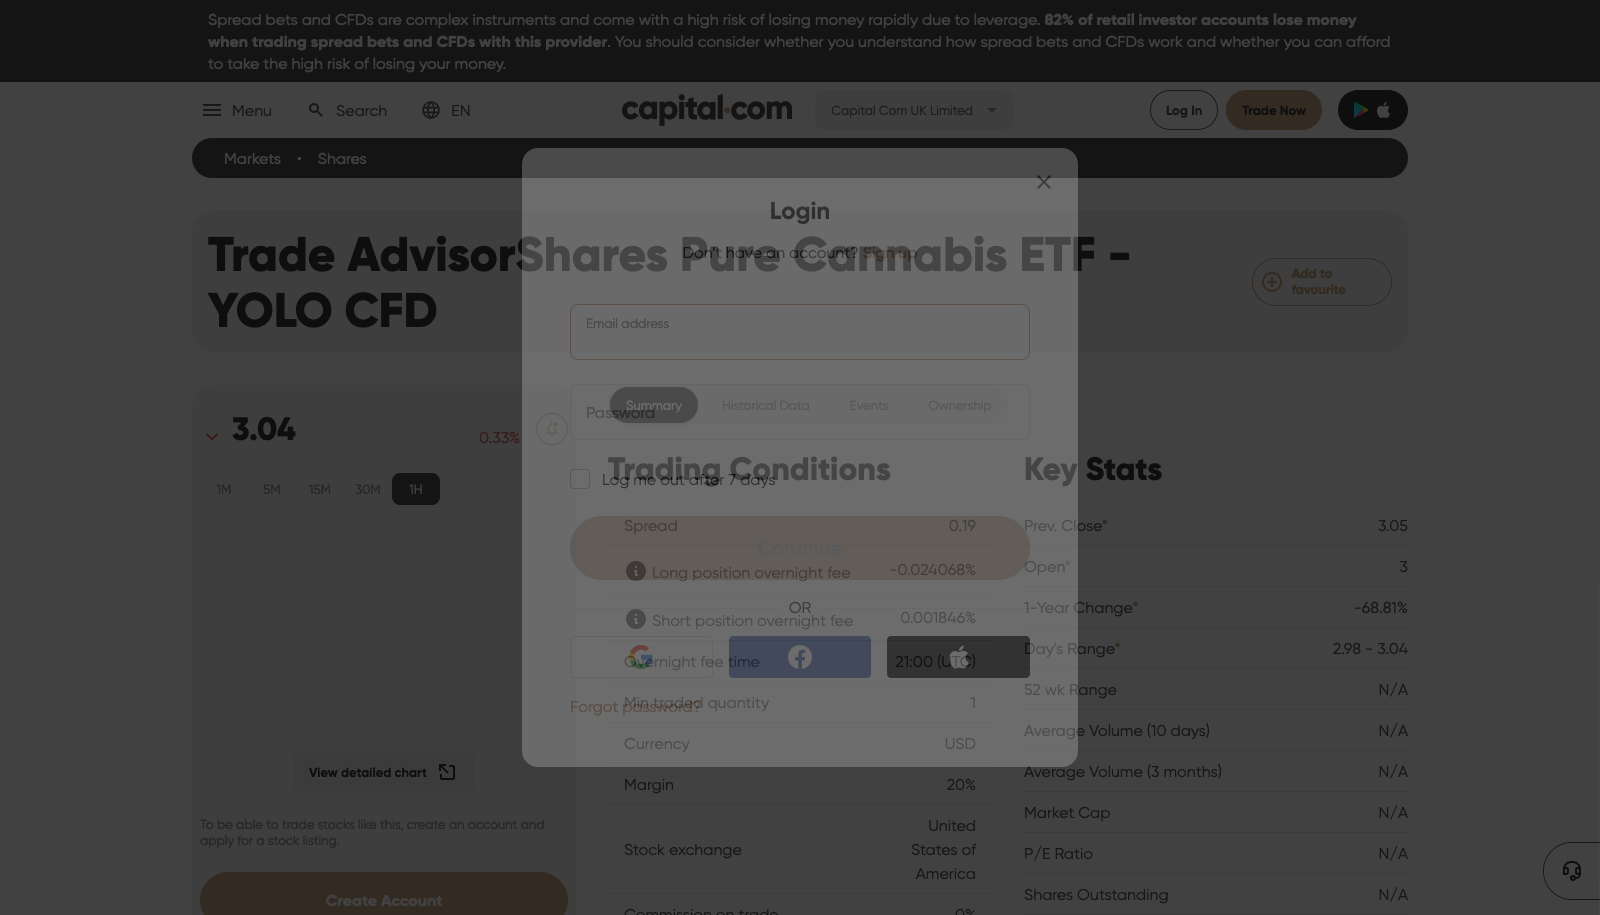 Spread bets and CFDs are complex instruments and come with a high risk of losing money rapidly due to leverage. 82% of retail investor accounts lose money
when trading spread bets and CFDs with this provider. You should consider whether you understand how spread bets and CFDs work and whether you can afford
to take the high risk of losing your money.
Menu
Search
EN
capital.com
Capital Com UK Limited
Log In
Trade Now
Markets • Shares
Login
Trade AdvisorShares Pure Cannabis ETF -
YOLO CFD
Don't have an account? Sign up
Add to
favourite
Email address
Password
Log me out after 7 days
Continue
OR
Forgot password?
3.04
0.33%
1M
5M
15M
30M
1H
View detailed chart
To be able to trade stocks like this, create an account and
apply for a stock listing.
Create Account
Summary
Historical Data
Events
Ownership
Trading Conditions
Spread 0.19
Long position overnight fee -0.024068%
Short position overnight fee 0.001846%
Overnight fee time 21:00 (UTC)
Min traded quantity 1
Currency USD
Margin 20%
Stock exchange United
States of
America
Commission on trade 0%
Key Stats
Prev. Close* 3.05
Open* 3
1-Year Change* -68.81%
Day's Range* 2.98 - 3.04
52 wk Range N/A
Average Volume (10 days) N/A
Average Volume (3 months) N/A
Market Cap N/A
P/E Ratio N/A
Shares Outstanding N/A